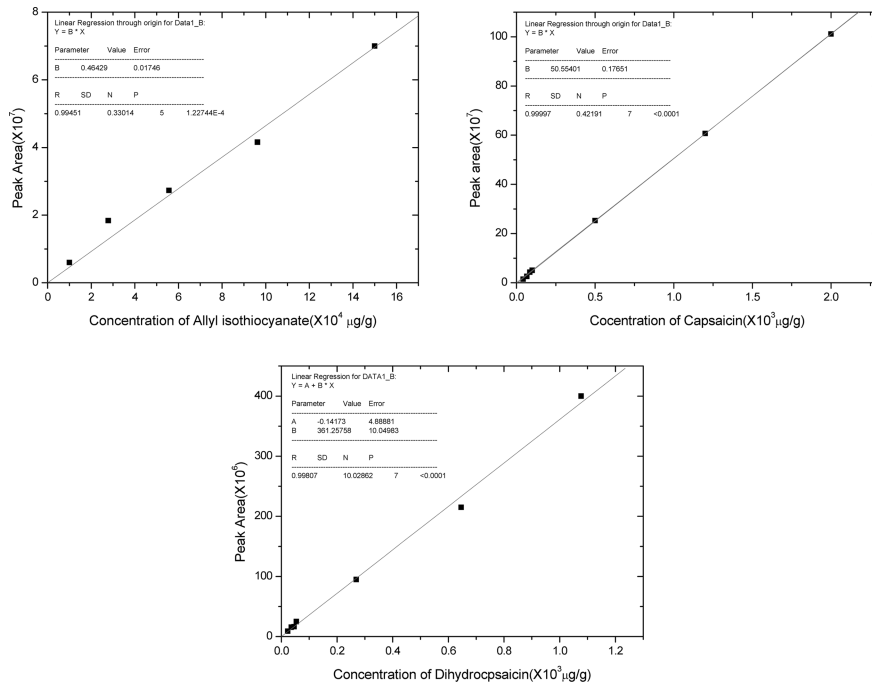 Linear Regression through origin for Data1_B:
Y = B * X
Parameter Value Error
------------------------------------------------------------
B 0.46429 0.01746
------------------------------------------------------------
R SD N P
------------------------------------------------------------
0.99451 0.33014 5 1.22744E-4
8
6
4
2
0
Peak Area(X10⁷)
0 2 4 6 8 10 12 14 16
Concentration of Allyl isothiocyanate(X10⁴ μg/g)
Linear Regression through origin for Data1_B:
Y = B * X
Parameter Value Error
------------------------------------------------------------
B 50.55401 0.17651
------------------------------------------------------------
R SD N P
------------------------------------------------------------
0.99997 0.42191 7 <0.0001
100
80
60
40
20
0
Peak area(X10⁷)
0.0 0.5 1.0 1.5 2.0
Cocentration of Capsaicin(X10³μg/g)
Linear Regression for DATA1_B:
Y = A + B * X
Parameter Value Error
------------------------------------------------------------
A -0.14173 4.88881
B 361.25758 10.04983
------------------------------------------------------------
R SD N P
------------------------------------------------------------
0.99807 10.02862 7 <0.0001
400
300
200
100
0
Peak Area(X10⁶)
0.0 0.2 0.4 0.6 0.8 1.0 1.2
Concentration of Dihydrocpsaicin(X10³μg/g)